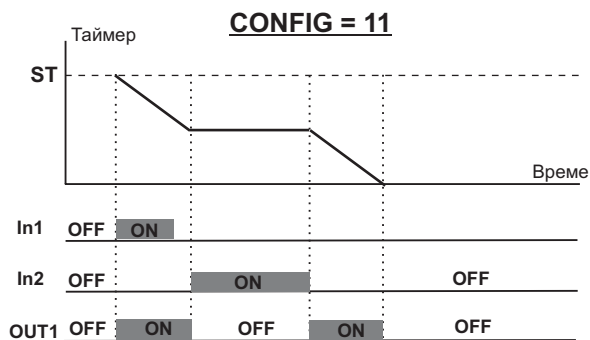 CONFIG = 11
Таймер
ST
Време
In1 OFF ON
In2 OFF ON OFF
OUT1 OFF ON OFF ON OFF